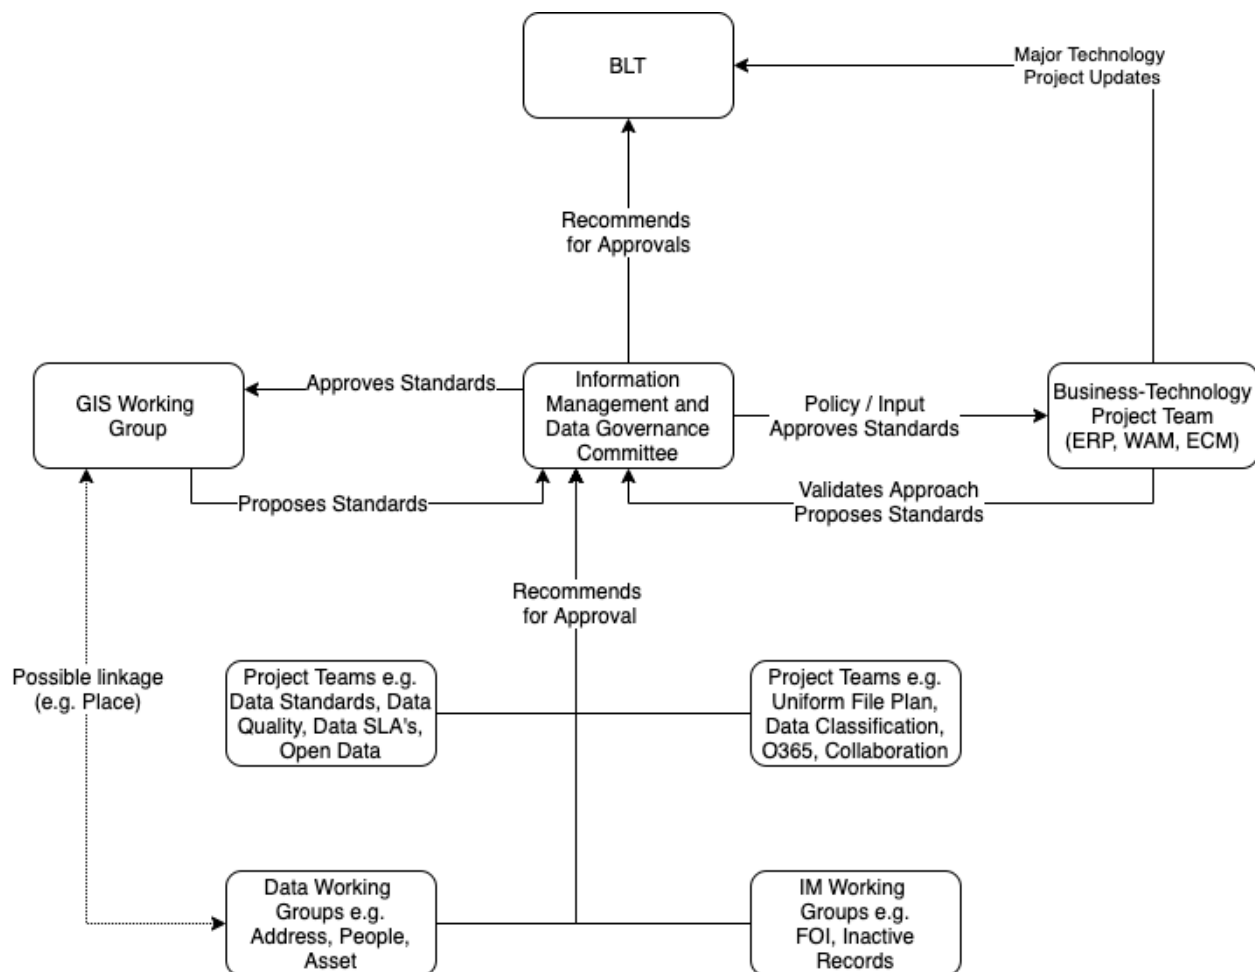 BLT
Major Technology
Project Updates
Recommends
for Approvals
GIS Working
Group
Approves Standards
Information
Management and
Data Governance
Committee
Policy / Input
Approves Standards
Business-Technology
Project Team
(ERP, WAM, ECM)
Proposes Standards
Validates Approach
Proposes Standards
Recommends
for Approval
Possible linkage
(e.g. Place)
Project Teams e.g.
Data Standards, Data
Quality, Data SLA's,
Open Data
Project Teams e.g.
Uniform File Plan,
Data Classification,
O365, Collaboration
Data Working
Groups e.g.
Address, People,
Asset
IM Working
Groups e.g.
FOI, Inactive
Records